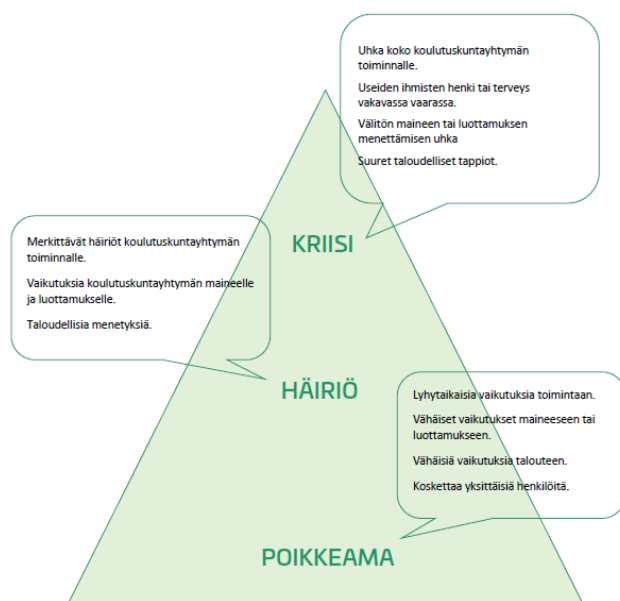 Uhka koko koulutuskuntayhtymän
toiminnalle.
Useiden ihmisten henki tai terveys
vakavassa vaarassa.
Välitön maineen tai luottamuksen
menettämisen uhka
Suuret taloudelliset tappiot.
KRIISI
Merkittävät häiriöt koulutuskuntayhtymän
toiminnalle.
Vaikutuksia koulutuskuntayhtymän maineelle
ja luottamukselle.
Taloudellisia menetyksiä.
HÄIRIÖ
Lyhytaikaisia vaikutuksia toimintaan.
Vähäiset vaikutukset maineeseen tai
luottamukseen.
Vähäisiä vaikutuksia talouteen.
Koskettaa yksittäisiä henkilöitä.
POIKKEAMA